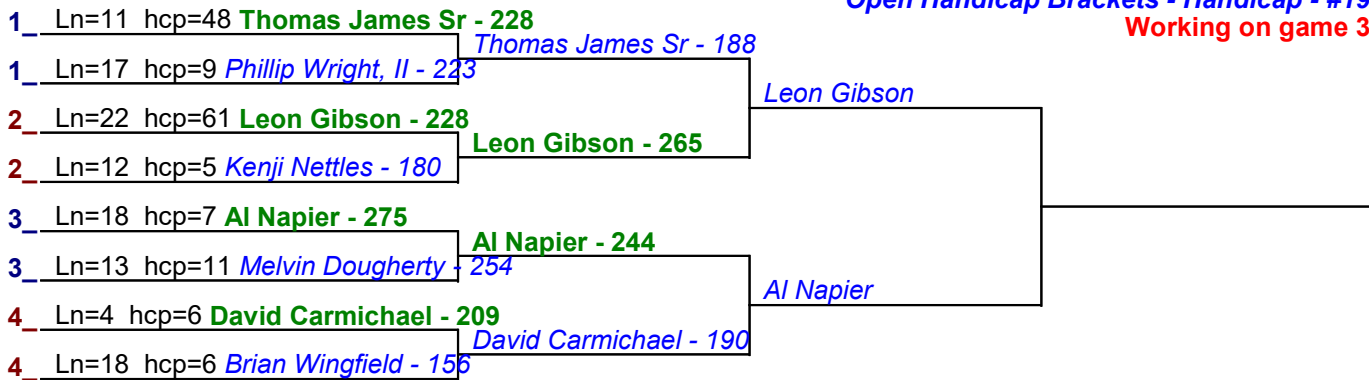 Open Handicap Brackets - Handicap - #19
Working on game 3
1_ Ln=11 hcp=48 Thomas James Sr - 228
Thomas James Sr - 188
1_ Ln=17 hcp=9 Phillip Wright, II - 223
Leon Gibson
2_ Ln=22 hcp=61 Leon Gibson - 228
Leon Gibson - 265
2_ Ln=12 hcp=5 Kenji Nettles - 180
3_ Ln=18 hcp=7 Al Napier - 275
Al Napier - 244
3_ Ln=13 hcp=11 Melvin Dougherty - 254
Al Napier
4_ Ln=4 hcp=6 David Carmichael - 209
David Carmichael - 190
4_ Ln=18 hcp=6 Brian Wingfield - 156